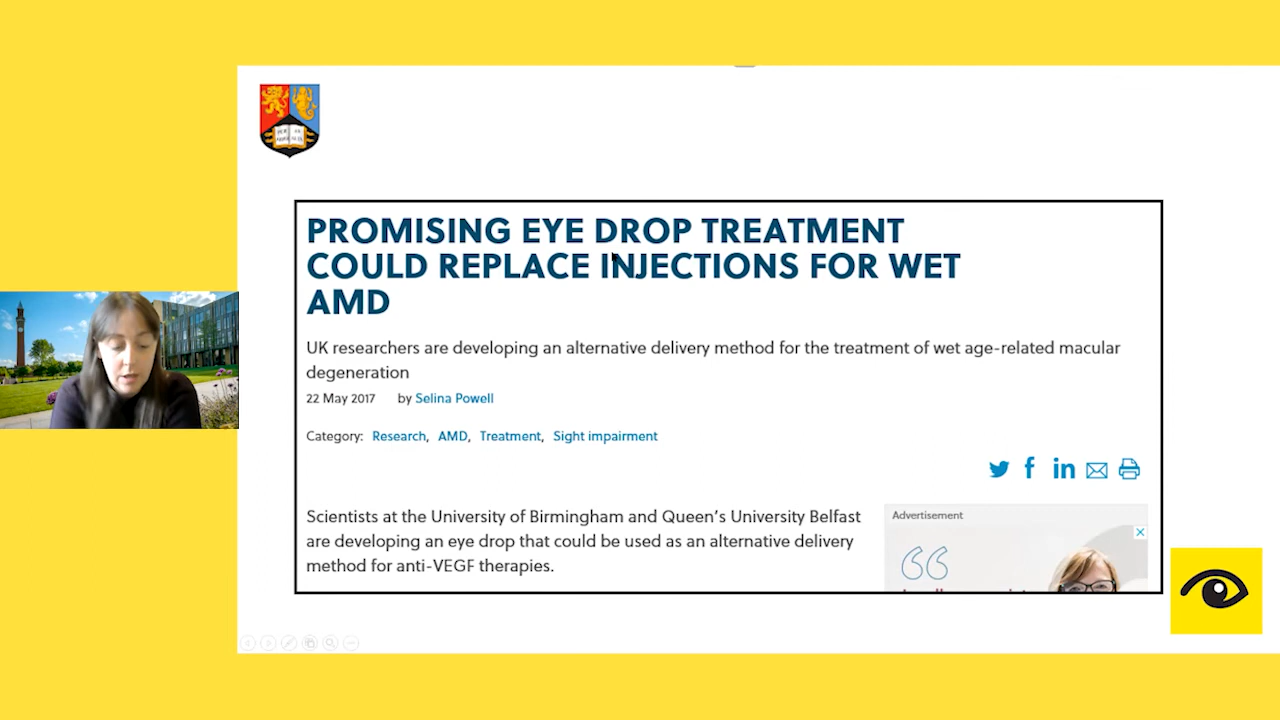 PROMISING EYE DROP TREATMENT
COULD REPLACE INJECTIONS FOR WET
AMD
UK researchers are developing an alternative delivery method for the treatment of wet age-related macular
degeneration
22 May 2017 by Selina Powell
Category: Research, AMD, Treatment, Sight impairment
Scientists at the University of Birmingham and Queen's University Belfast
are developing an eye drop that could be used as an alternative delivery
method for anti-VEGF therapies.
Advertisement